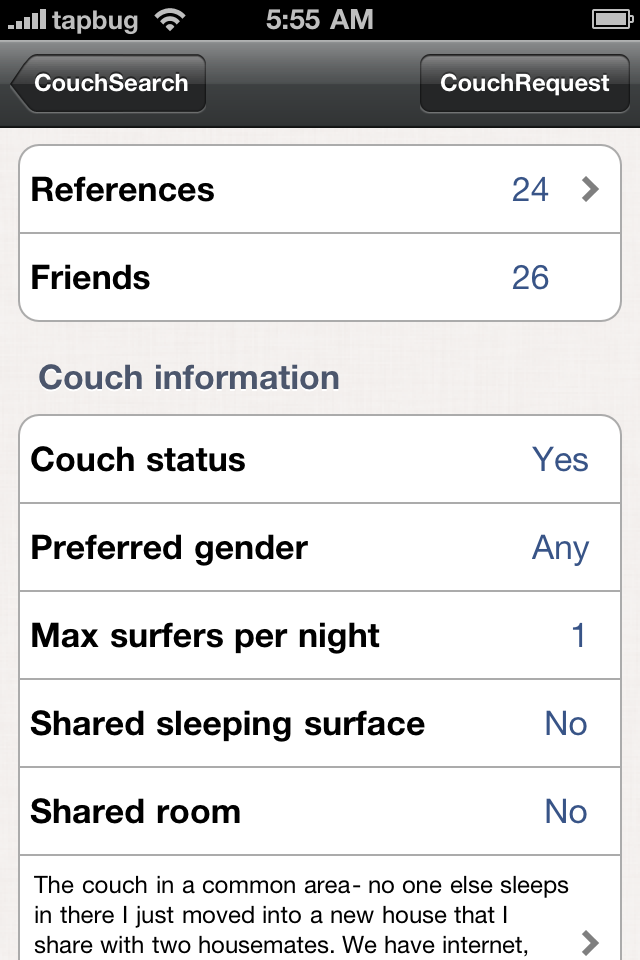 tapbug 5:55 AM
CouchSearch CouchRequest
References 24
Friends 26
Couch information
Couch status Yes
Preferred gender Any
Max surfers per night 1
Shared sleeping surface No
Shared room No
The couch in a common area- no one else sleeps
in there I just moved into a new house that I
share with two housemates. We have internet,